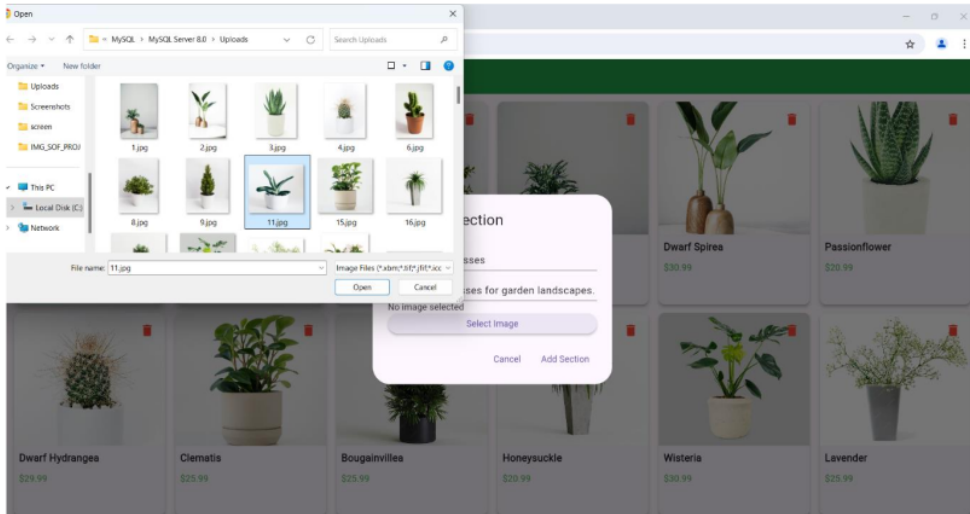 Open
MySQL > MySQL Server 8.0 > Uploads
Search Uploads
Organize
New folder
Uploads
Screenshots
screen
IMG_SOF_PROJ
This PC
Local Disk (C:)
Network
1.jpg 2.jpg 3.jpg 4.jpg 6.jpg
8.jpg 9.jpg 11.jpg 15.jpg 16.jpg
File name: 11.jpg
Image Files (*.xbm;*.tif;*.jfif;*.ico
Open Cancel
ection
sses
sses for garden landscapes.
No image selected
Select Image
Cancel Add Section
Dwarf Spirea
$30.99
Passionflower
$20.99
Dwarf Hydrangea
$29.99
Clematis
$25.99
Bougainvillea
$25.99
Honeysuckle
$20.99
Wisteria
$30.99
Lavender
$25.99